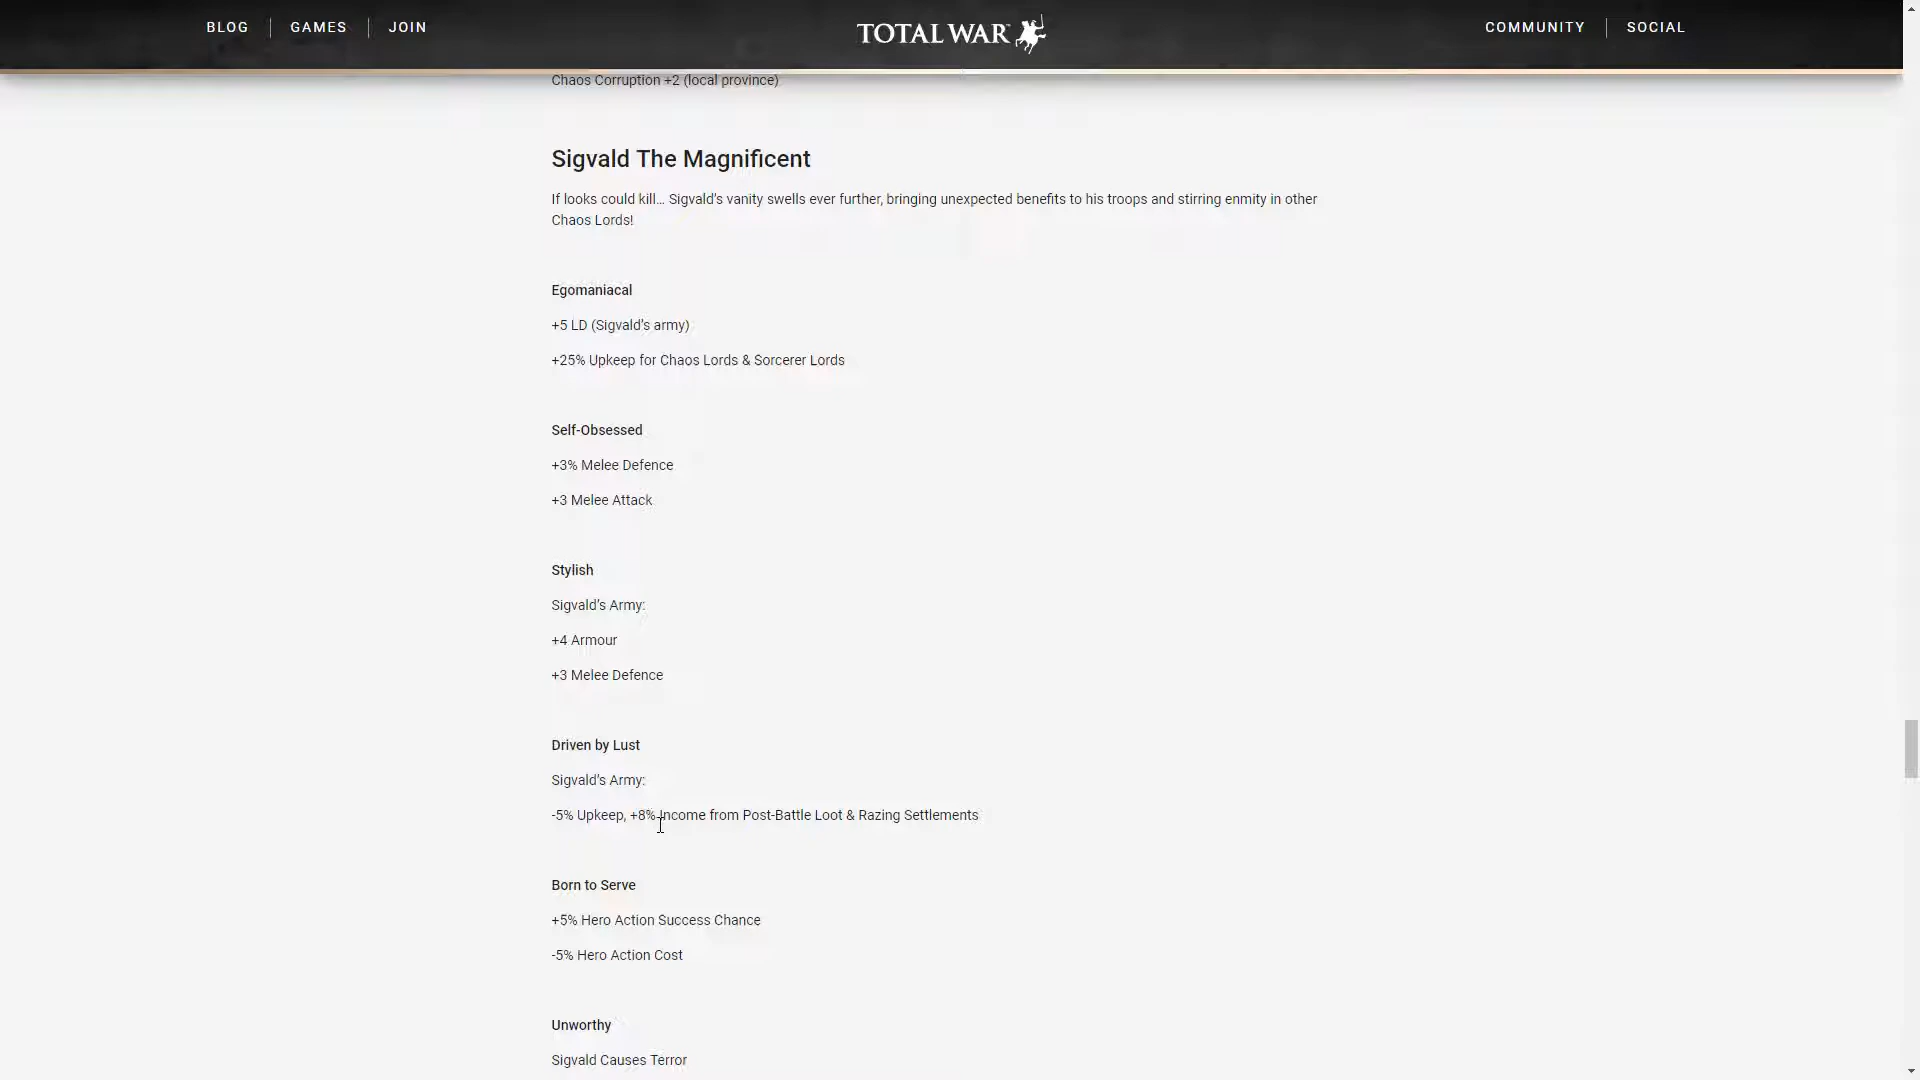 BLOG GAMES JOIN TOTAL WAR COMMUNITY SOCIAL
Chaos Corruption +2 (local province)
Sigvald The Magnificent
If looks could kill… Sigvald’s vanity swells ever further, bringing unexpected benefits to his troops and stirring enmity in other
Chaos Lords!
Egomaniacal
+5 LD (Sigvald’s army)
+25% Upkeep for Chaos Lords & Sorcerer Lords
Self-Obsessed
+3% Melee Defence
+3 Melee Attack
Stylish
Sigvald’s Army:
+4 Armour
+3 Melee Defence
Driven by Lust
Sigvald’s Army:
-5% Upkeep, +8% Income from Post-Battle Loot & Razing Settlements
Born to Serve
+5% Hero Action Success Chance
-5% Hero Action Cost
Unworthy
Sigvald Causes Terror